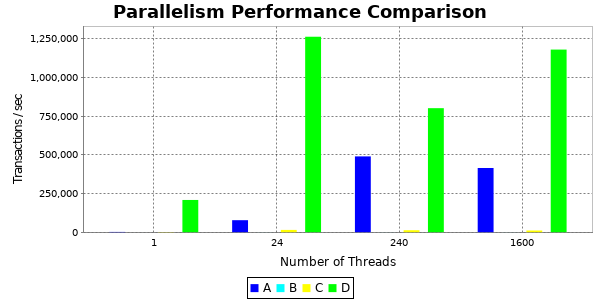 Parallelism Performance Comparison
1,250,000
1,000,000
750,000
500,000
250,000
0
Transactions / sec
1 24 240 1600
Number of Threads
A B C D